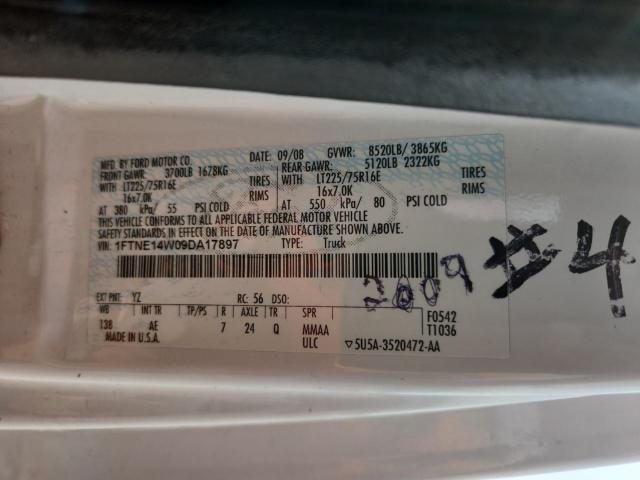 MFD. BY FORD MOTOR CO. DATE: 09/08 GVWR: 8520LB/ 3865KG
FRONT GAWR: 3700LB 1678KG REAR GAWR: 5120LB 2322KG
WITH LT225/75R16E TIRES WITH LT225/75R16E TIRES
16x7.0K RIMS 16x7.0K RIMS
AT 380 kPa/ 55 PSI COLD AT 550 kPa/ 80 PSI COLD
THIS VEHICLE CONFORMS TO ALL APPLICABLE FEDERAL MOTOR VEHICLE
SAFETY STANDARDS IN EFFECT ON THE DATE OF MANUFACTURE SHOWN ABOVE.
VIN: 1FTNE14W09DA17897 TYPE: Truck
2009 #4
EXT PNT: YZ RC: 56 DSO:
WB INT TR TP/PS R AXLE TR SPR F0542
138 AE 7 24 Q MMAA T1036
MADE IN U.S.A. ULC ▽5U5A-3520472-AA